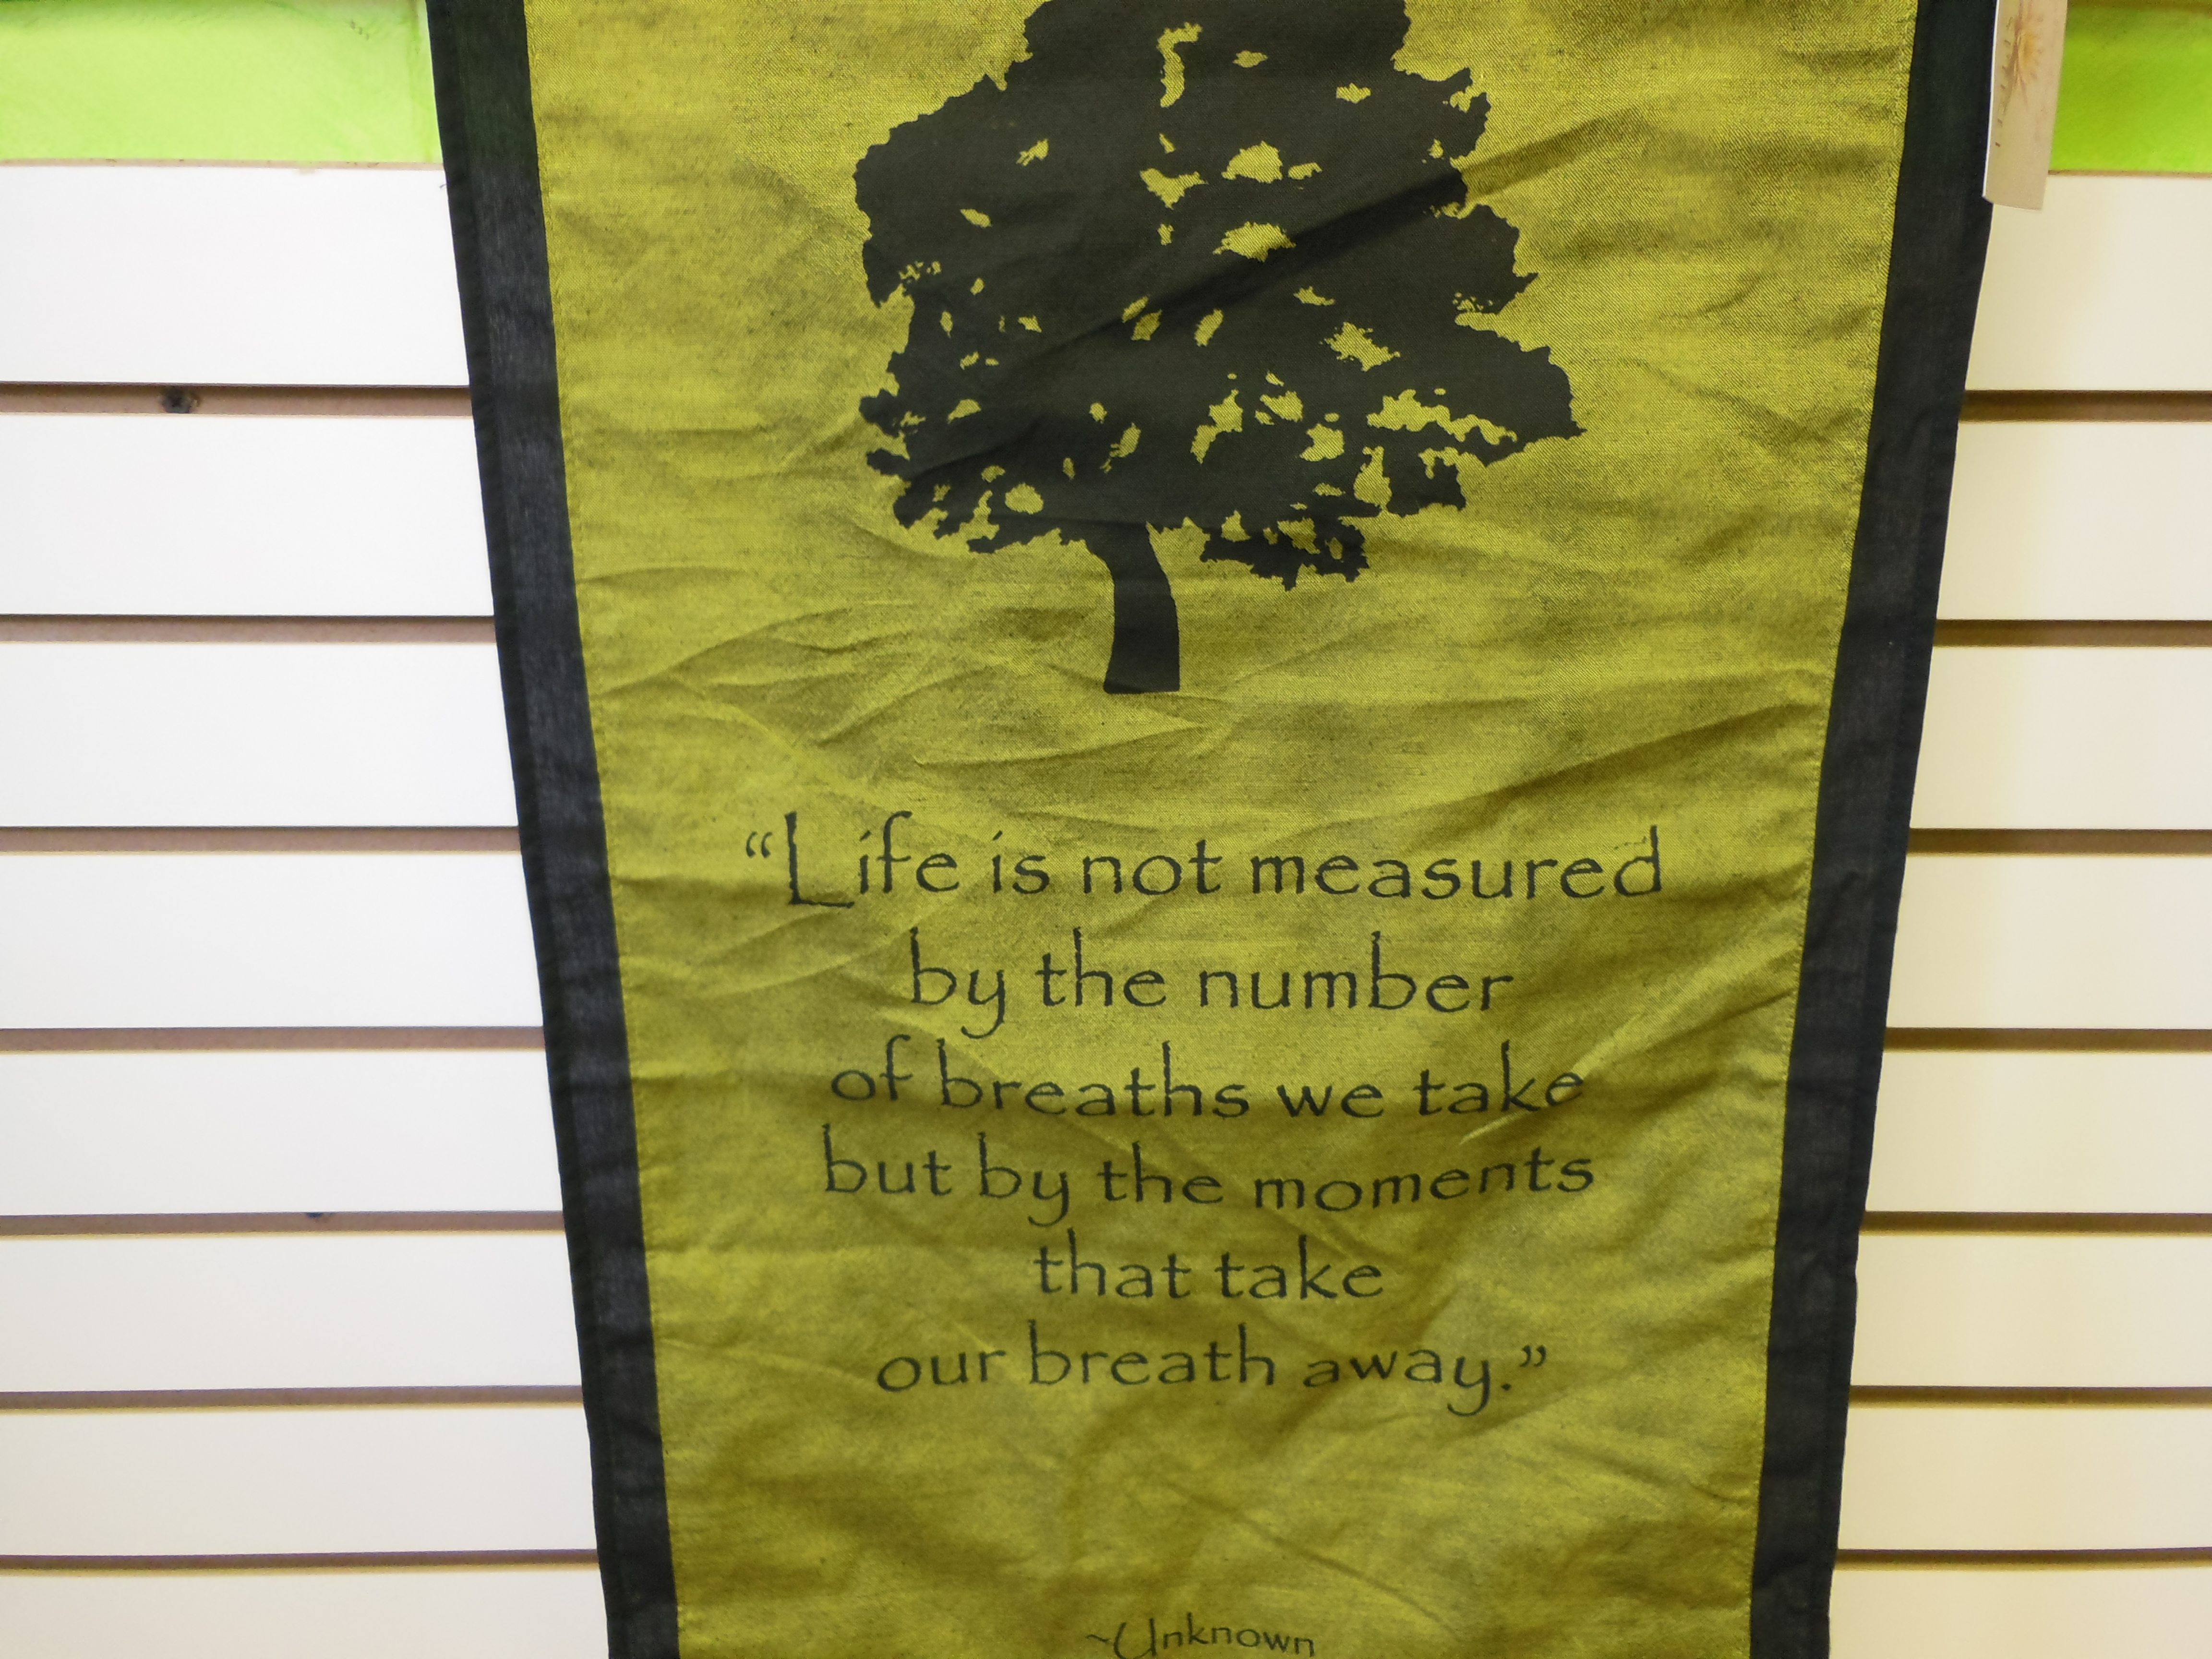 “Life is not measured
by the number
of breaths we take
but by the moments
that take
our breath away.”
~Unknown